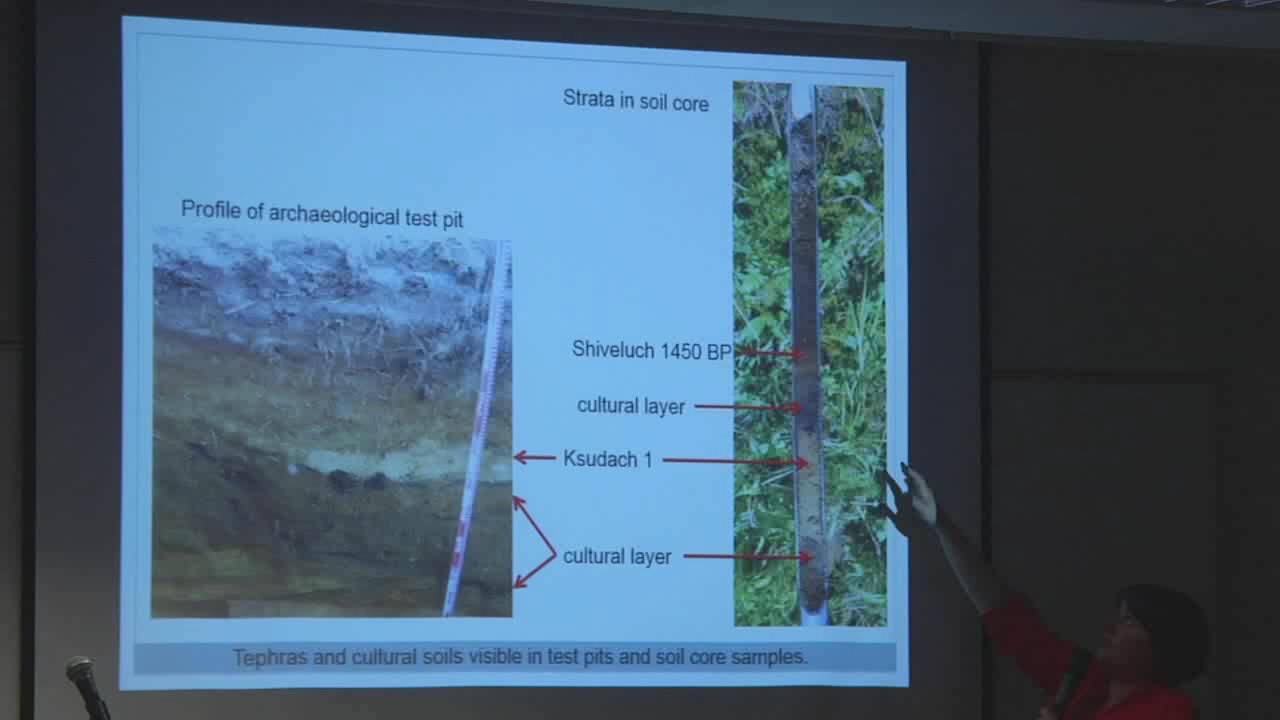 Strata in soil core
Profile of archaeological test pit
Shiveluch 1450 BP
cultural layer
Ksudach 1
cultural layer
Tephras and cultural soils visible in test pits and soil core samples.